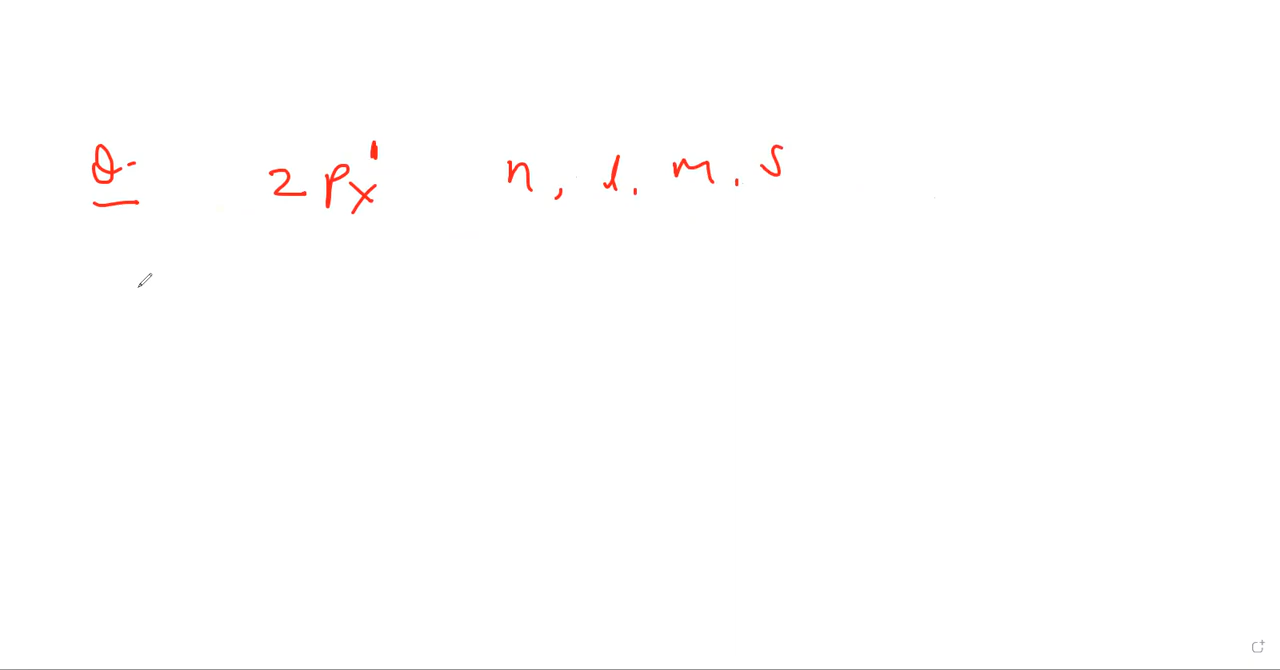 Q. 2Px¹ n, l, m, s